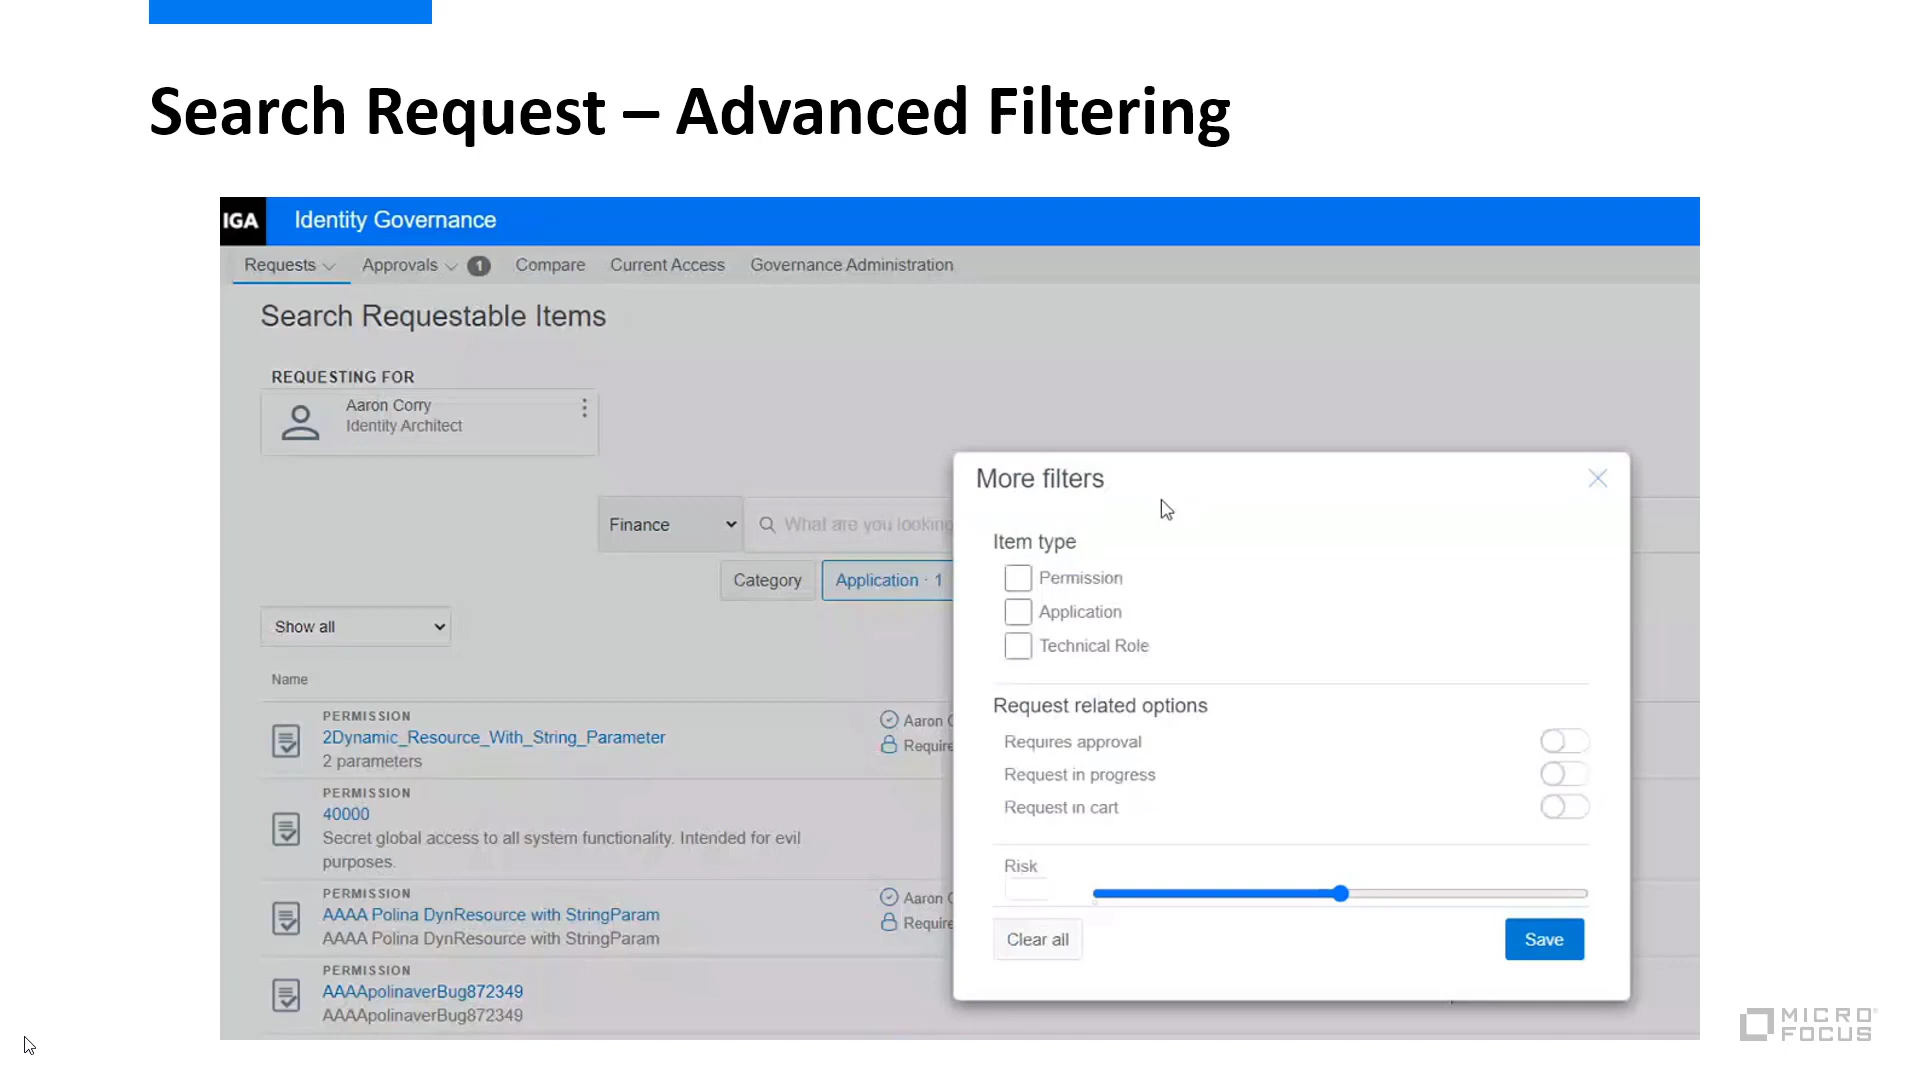 Search Request – Advanced Filtering
IGA Identity Governance
Requests Approvals 1 Compare Current Access Governance Administration
Search Requestable Items
REQUESTING FOR
Aaron Corry
Identity Architect
Finance
What are you looking
Category
Application · 1
Show all
Name
PERMISSION
2Dynamic_Resource_With_String_Parameter
2 parameters
Aaron
PERMISSION
40000
Secret global access to all system functionality. Intended for evil
purposes.
PERMISSION
AAAA Polina DynResource with StringParam
AAAA Polina DynResource with StringParam
Aaron
PERMISSION
AAAApolinaverBug872349
AAAApolinaverBug872349
More filters
Item type
Permission
Application
Technical Role
Request related options
Requires approval
Request in progress
Request in cart
Risk
Clear all
Save
MICRO
FOCUS